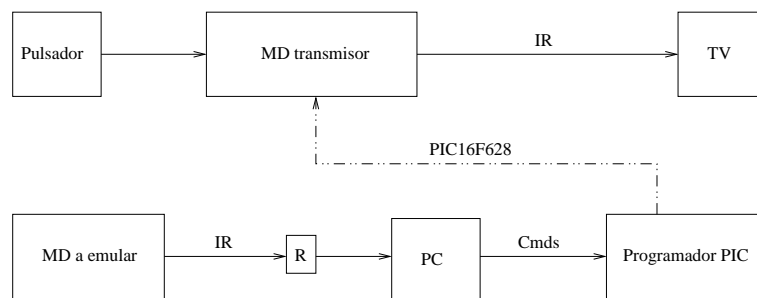 Pulsador
MD transmisor
IR
TV
PIC16F628
MD a emular
IR
R
PC
Cmds
Programador PIC